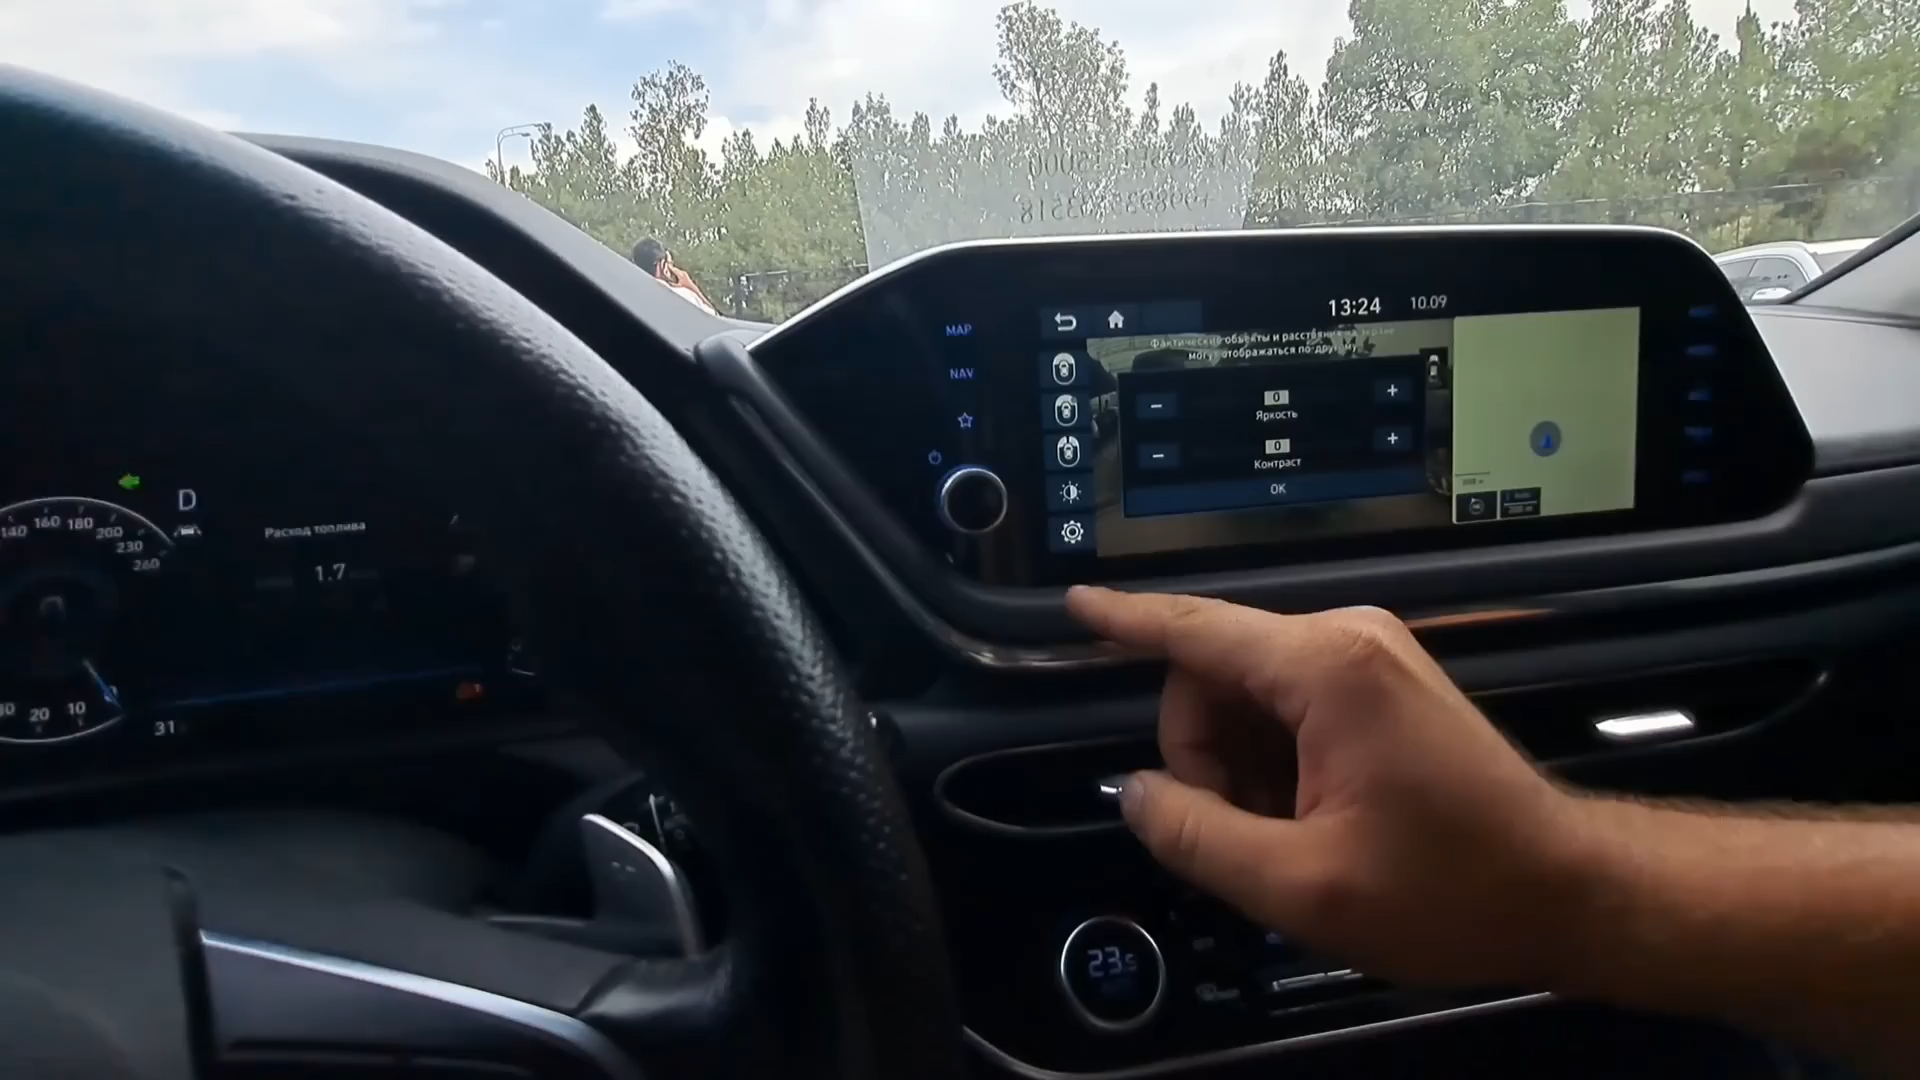 MAP
NAV
13:24 10.09
Фактические объекты и расстояния на экране
могут отображаться по-другому.
− 0 +
Яркость
− 0 +
Контраст
OK
D
Расход топлива
1.7
140 160 180 200 230 260
20 10
31
23.5